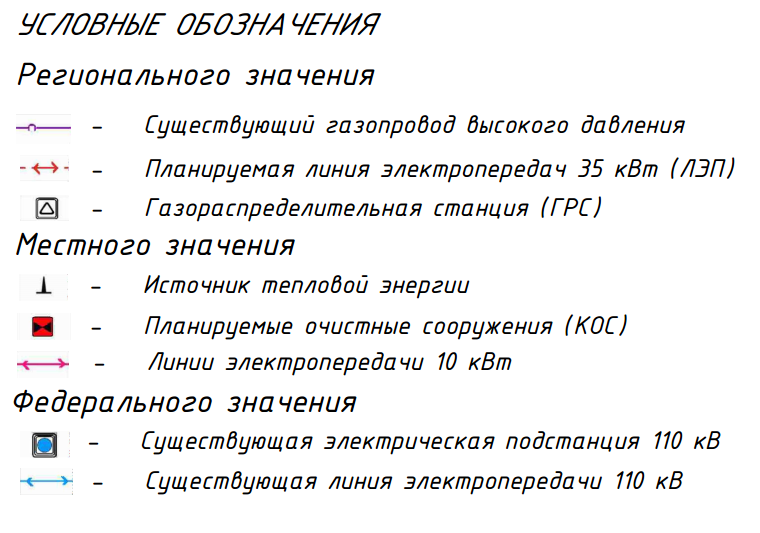 УСЛОВНЫЕ ОБОЗНАЧЕНИЯ
Регионального значения
- Существующий газопровод высокого давления
- Планируемая линия электропередач 35 кВт (ЛЭП)
- Газораспределительная станция (ГРС)
Местного значения
- Источник тепловой энергии
- Планируемые очистные сооружения (КОС)
- Линии электропередачи 10 кВт
Федерального значения
- Существующая электрическая подстанция 110 кВ
- Существующая линия электропередачи 110 кВ